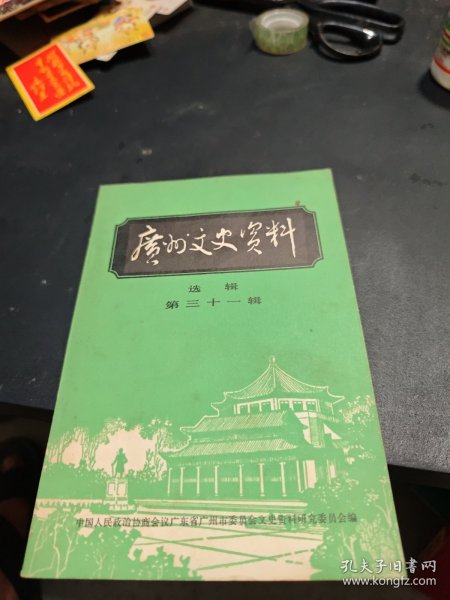 廣州文史资料
选辑
第三十一辑
中国人民政治协商会议广东省广州市委员会文史资料研究委员会编
孔夫子旧书网
www.kongfz.com